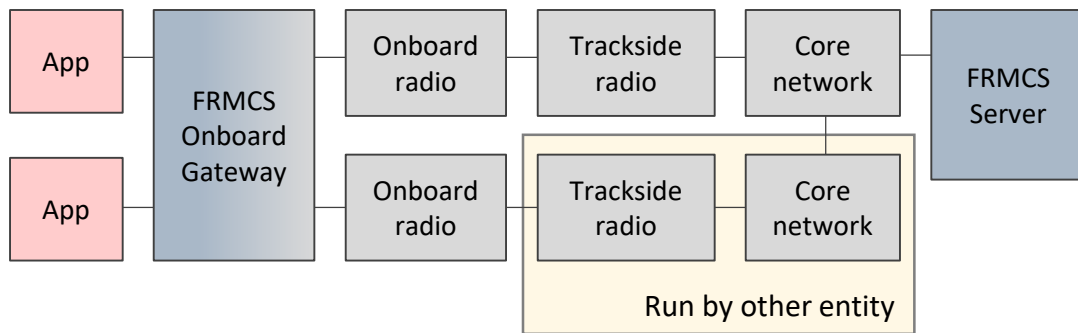 App
FRMCS
Onboard
Gateway
Onboard
radio
Trackside
radio
Core
network
FRMCS
Server
App
Onboard
radio
Trackside
radio
Core
network
Run by other entity